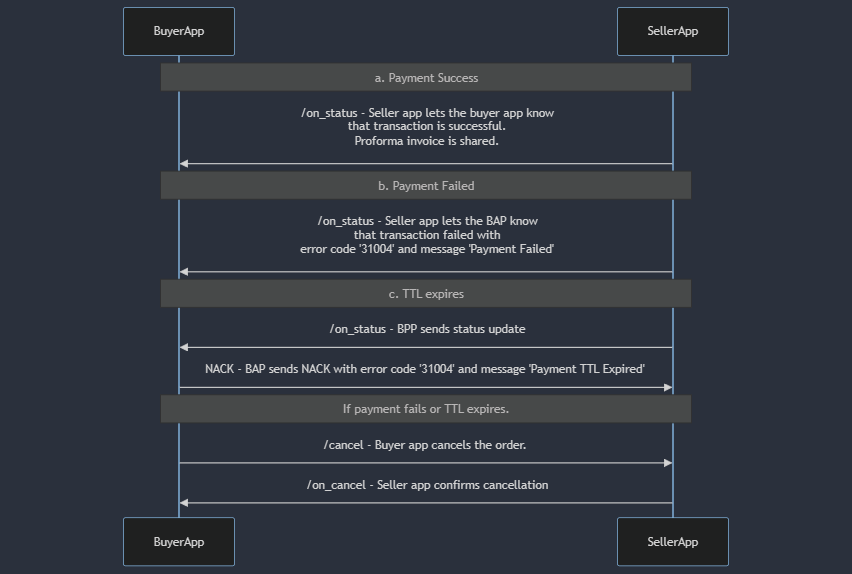 BuyerApp
SellerApp
a. Payment Success
/on_status - Seller app lets the buyer app know
that transaction is successful.
Proforma invoice is shared.
b. Payment Failed
/on_status - Seller app lets the BAP know
that transaction failed with
error code '31004' and message 'Payment Failed'
c. TTL expires
/on_status - BPP sends status update
NACK - BAP sends NACK with error code '31004' and message 'Payment TTL Expired'
If payment fails or TTL expires.
/cancel - Buyer app cancels the order.
/on_cancel - Seller app confirms cancellation
BuyerApp
SellerApp